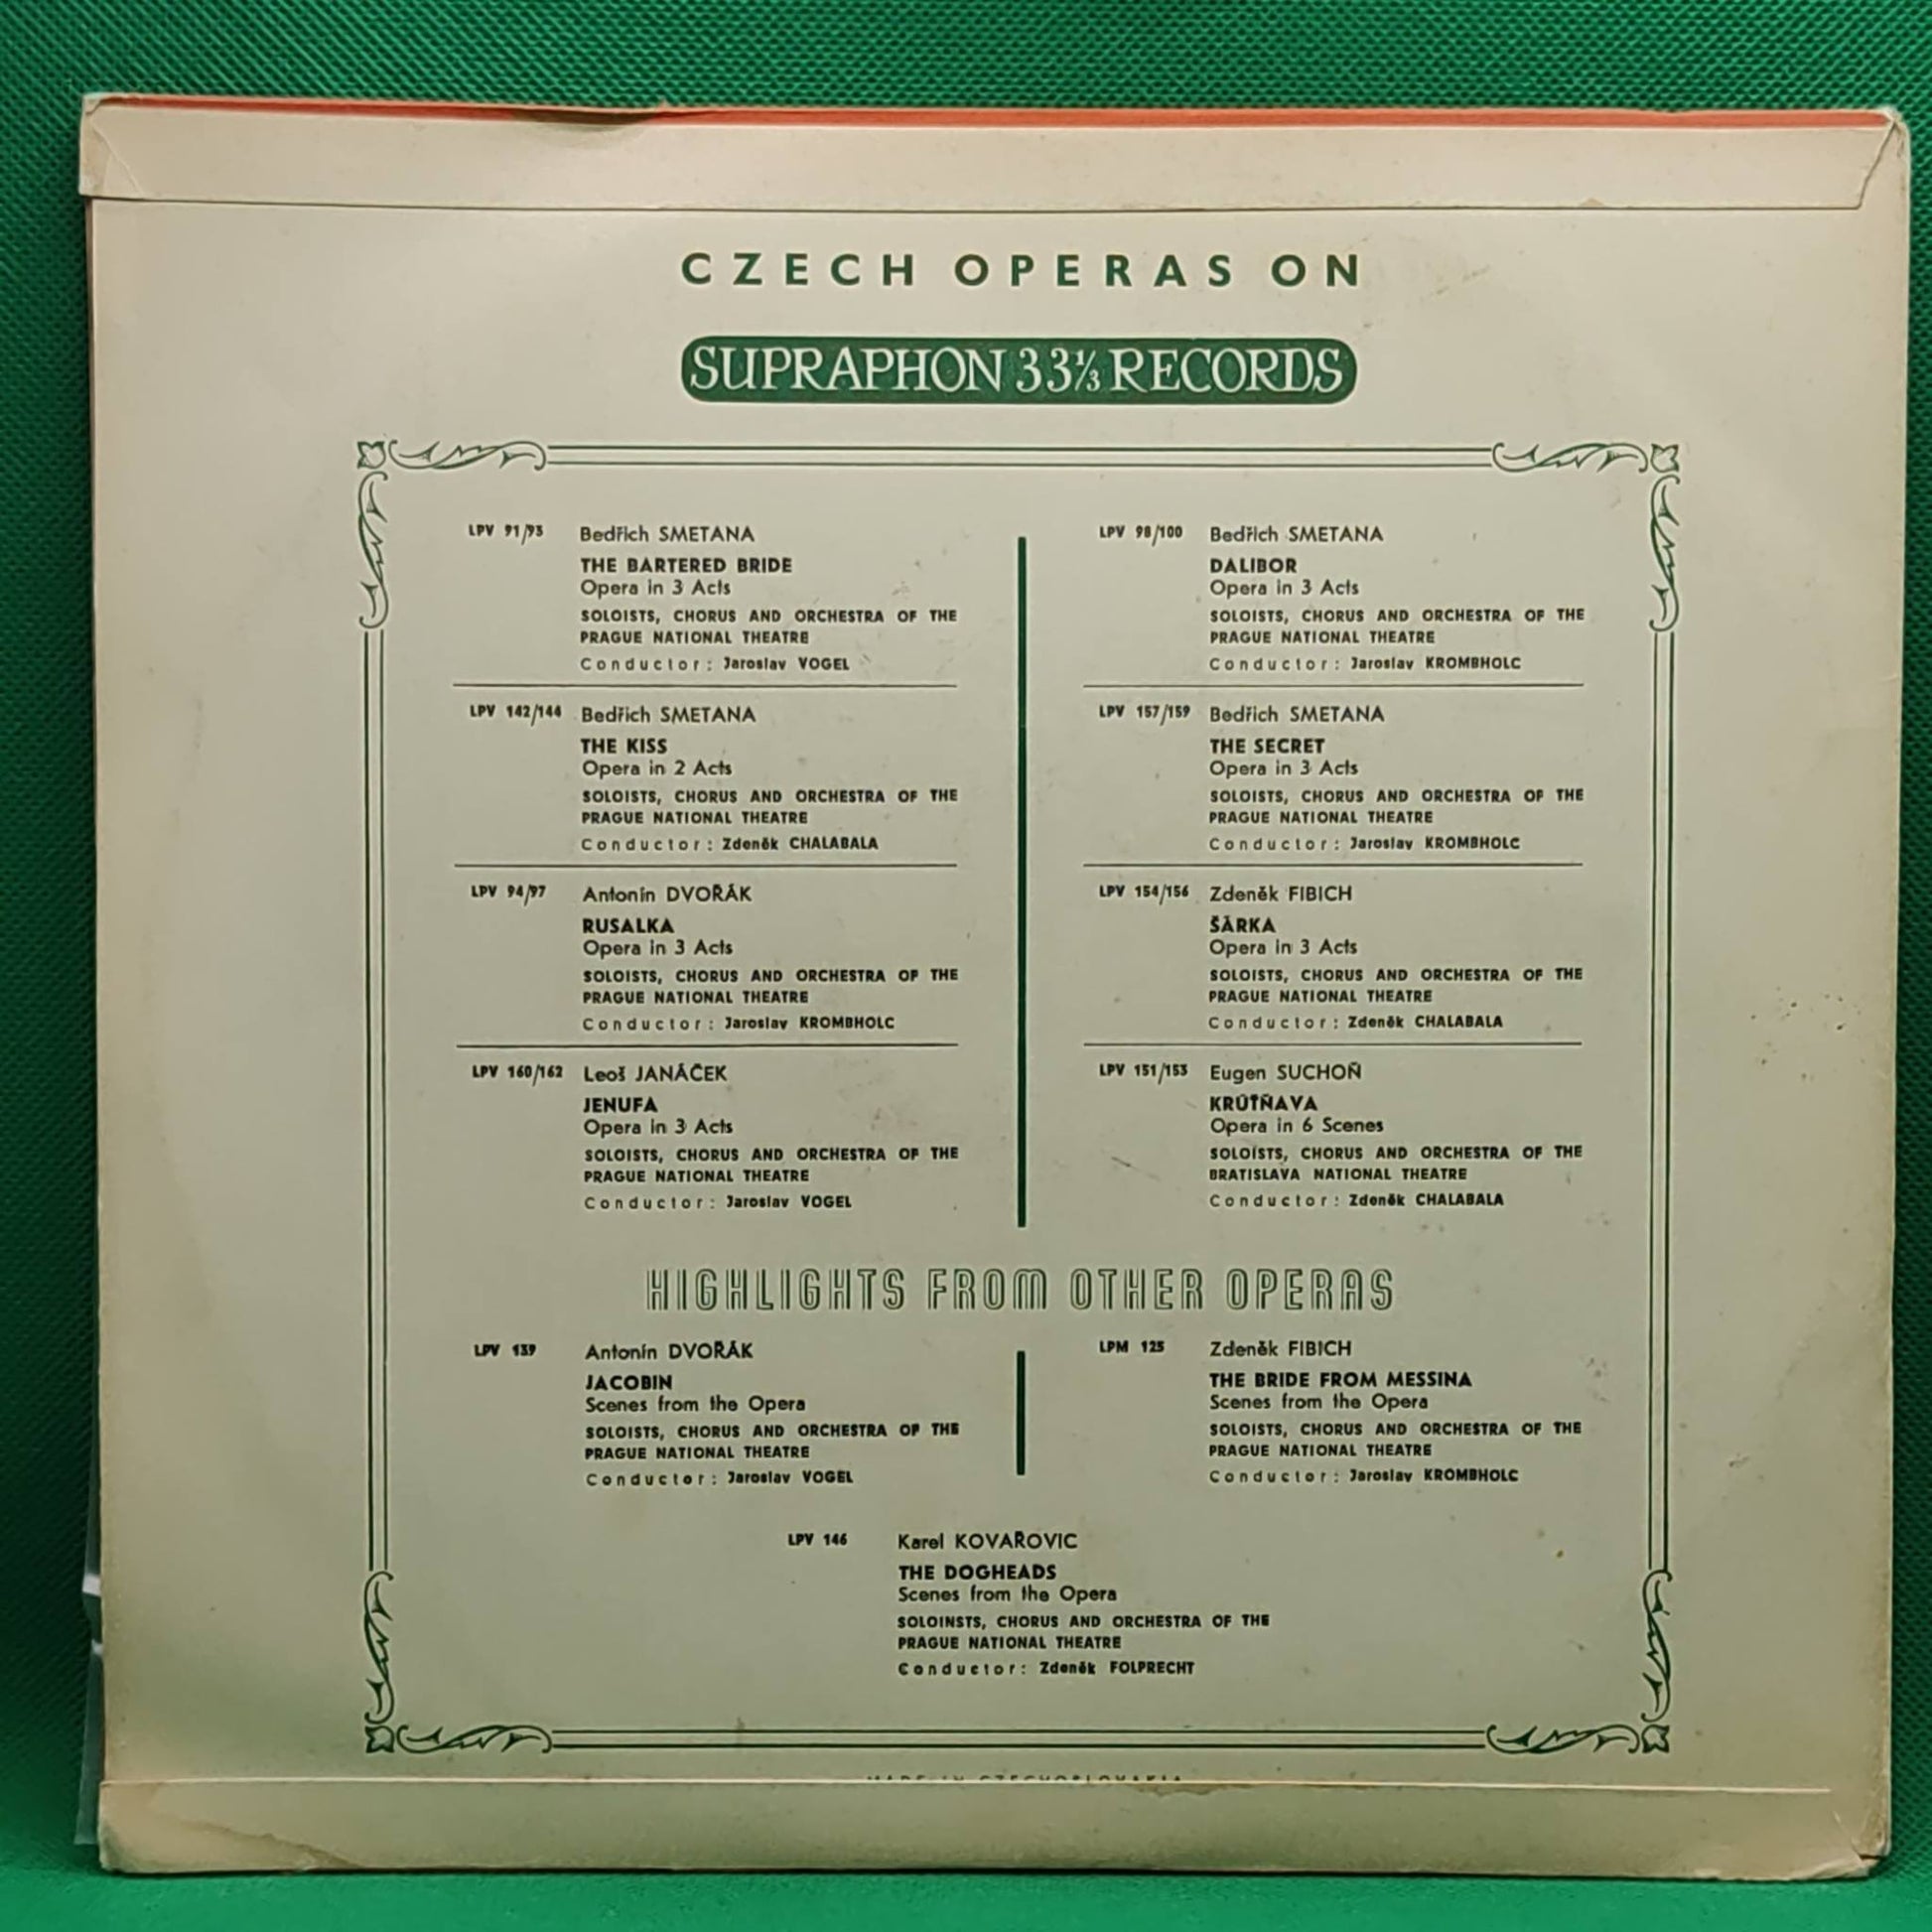 CZECH OPERAS ON
SUPRAPHON 33⅓ RECORDS
LPV 91/93 Bedřich SMETANA
THE BARTERED BRIDE
Opera in 3 Acts
SOLOISTS, CHORUS AND ORCHESTRA OF THE
PRAGUE NATIONAL THEATRE
Conductor: Jaroslav VOGEL
LPV 142/144 Bedřich SMETANA
THE KISS
Opera in 2 Acts
SOLOISTS, CHORUS AND ORCHESTRA OF THE
PRAGUE NATIONAL THEATRE
Conductor: Zdeněk CHALABALA
LPV 94/97 Antonín DVOŘÁK
RUSALKA
Opera in 3 Acts
SOLOISTS, CHORUS AND ORCHESTRA OF THE
PRAGUE NATIONAL THEATRE
Conductor: Jaroslav KROMBHOLC
LPV 160/162 Leoš JANÁČEK
JENUFA
Opera in 3 Acts
SOLOISTS, CHORUS AND ORCHESTRA OF THE
PRAGUE NATIONAL THEATRE
Conductor: Jaroslav VOGEL
LPV 98/100 Bedřich SMETANA
DALIBOR
Opera in 3 Acts
SOLOISTS, CHORUS AND ORCHESTRA OF THE
PRAGUE NATIONAL THEATRE
Conductor: Jaroslav KROMBHOLC
LPV 157/159 Bedřich SMETANA
THE SECRET
Opera in 3 Acts
SOLOISTS, CHORUS AND ORCHESTRA OF THE
PRAGUE NATIONAL THEATRE
Conductor: Jaroslav KROMBHOLC
LPV 154/156 Zdeněk FIBICH
ŠÁRKA
Opera in 3 Acts
SOLOISTS, CHORUS AND ORCHESTRA OF THE
PRAGUE NATIONAL THEATRE
Conductor: Zdeněk CHALABALA
LPV 151/153 Eugen SUCHOŇ
KRÚTŇAVA
Opera in 6 Scenes
SOLOISTS, CHORUS AND ORCHESTRA OF THE
BRATISLAVA NATIONAL THEATRE
Conductor: Zdeněk CHALABALA
HIGHLIGHTS FROM OTHER OPERAS
LPV 139 Antonín DVOŘÁK
JACOBIN
Scenes from the Opera
SOLOISTS, CHORUS AND ORCHESTRA OF THE
PRAGUE NATIONAL THEATRE
Conductor: Jaroslav VOGEL
LPM 125 Zdeněk FIBICH
THE BRIDE FROM MESSINA
Scenes from the Opera
SOLOISTS, CHORUS AND ORCHESTRA OF THE
PRAGUE NATIONAL THEATRE
Conductor: Jaroslav KROMBHOLC
LPV 146 Karel KOVAŘOVIC
THE DOGHEADS
Scenes from the Opera
SOLOINSTS, CHORUS AND ORCHESTRA OF THE
PRAGUE NATIONAL THEATRE
Conductor: Zdeněk FOLPRECHT
MADE IN CZECHOSLOVAKIA